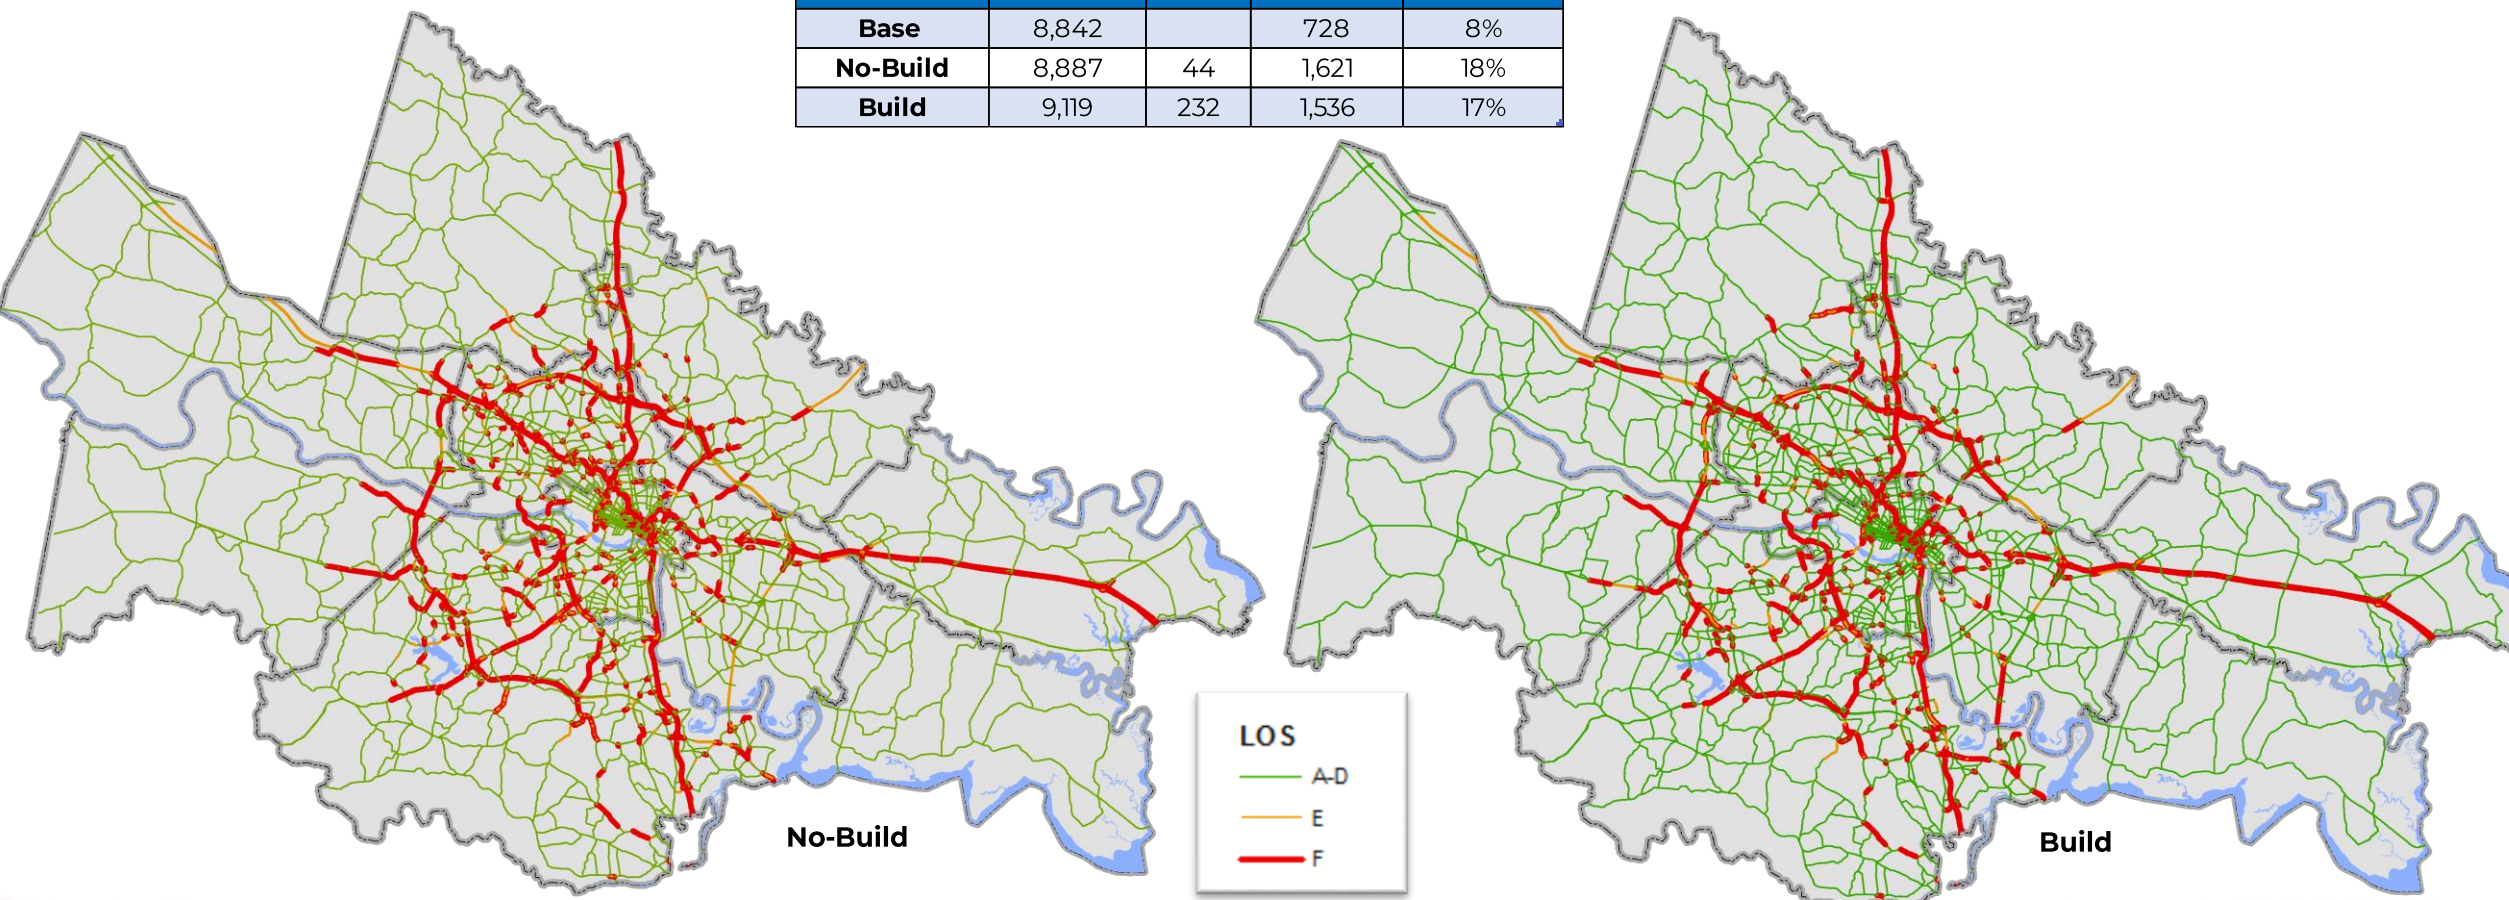 Base 8,842 728 8%
No-Build 8,887 44 1,621 18%
Build 9,119 232 1,536 17%
No-Build
LOS
A-D
E
F
Build